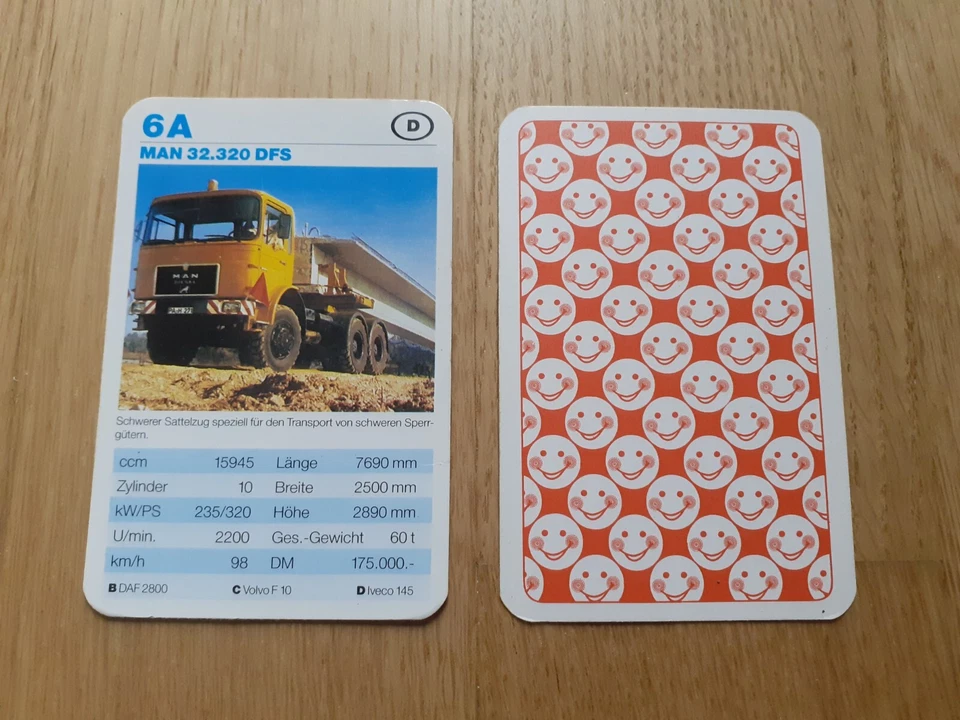 6A D
MAN 32.320 DFS
MAN
Schwerer Sattelzug speziell für den Transport von schweren Sperr-
gütern.
ccm 15945 Länge 7690 mm
Zylinder 10 Breite 2500 mm
kW/PS 235/320 Höhe 2890 mm
U/min. 2200 Ges.-Gewicht 60 t
km/h 98 DM 175.000.-
B DAF 2800 C Volvo F 10 D Iveco 145